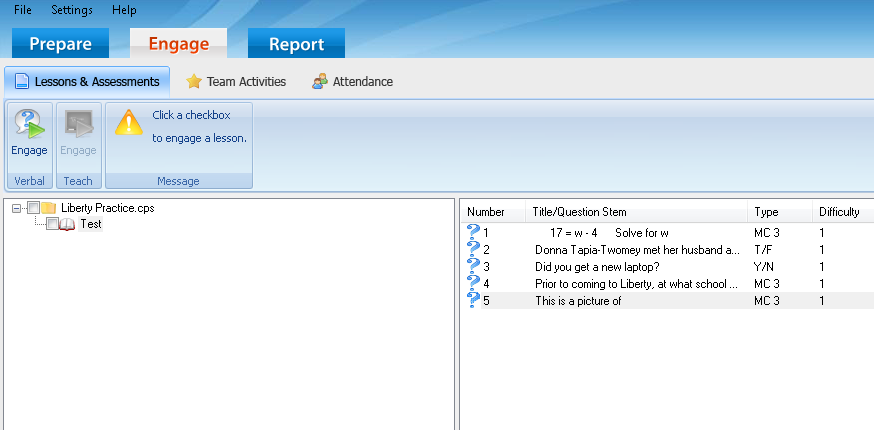 File Settings Help
Prepare Engage Report
Lessons & Assessments Team Activities Attendance
Click a checkbox
to engage a lesson.
Engage Engage
Verbal Teach Message
Liberty Practice.cps
Test
Number Title/Question Stem Type Difficulty
1 17 = w - 4 Solve for w MC 3 1
2 Donna Tapia-Twomey met her husband a... T/F 1
3 Did you get a new laptop? Y/N 1
4 Prior to coming to Liberty, at what school ... MC 3 1
5 This is a picture of MC 3 1